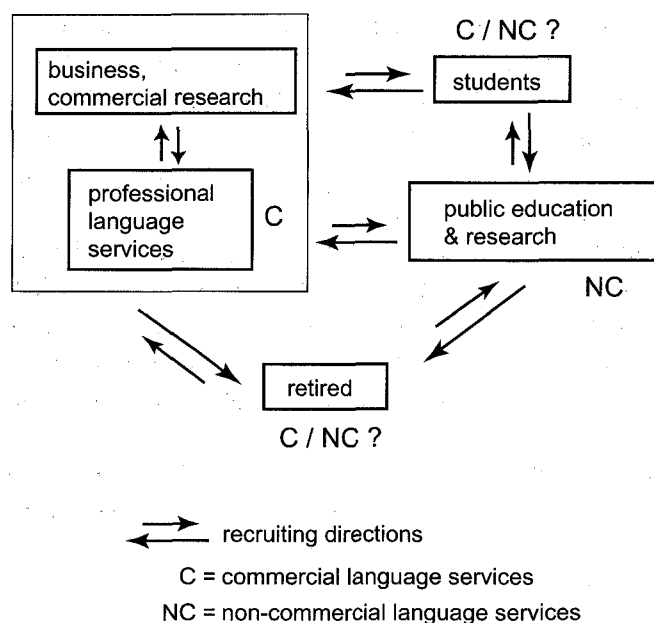 C / NC ?
business,
commercial research
students
professional
language
services
C
public education
& research
NC
retired
C / NC ?
recruiting directions
C = commercial language services
NC = non-commercial language services